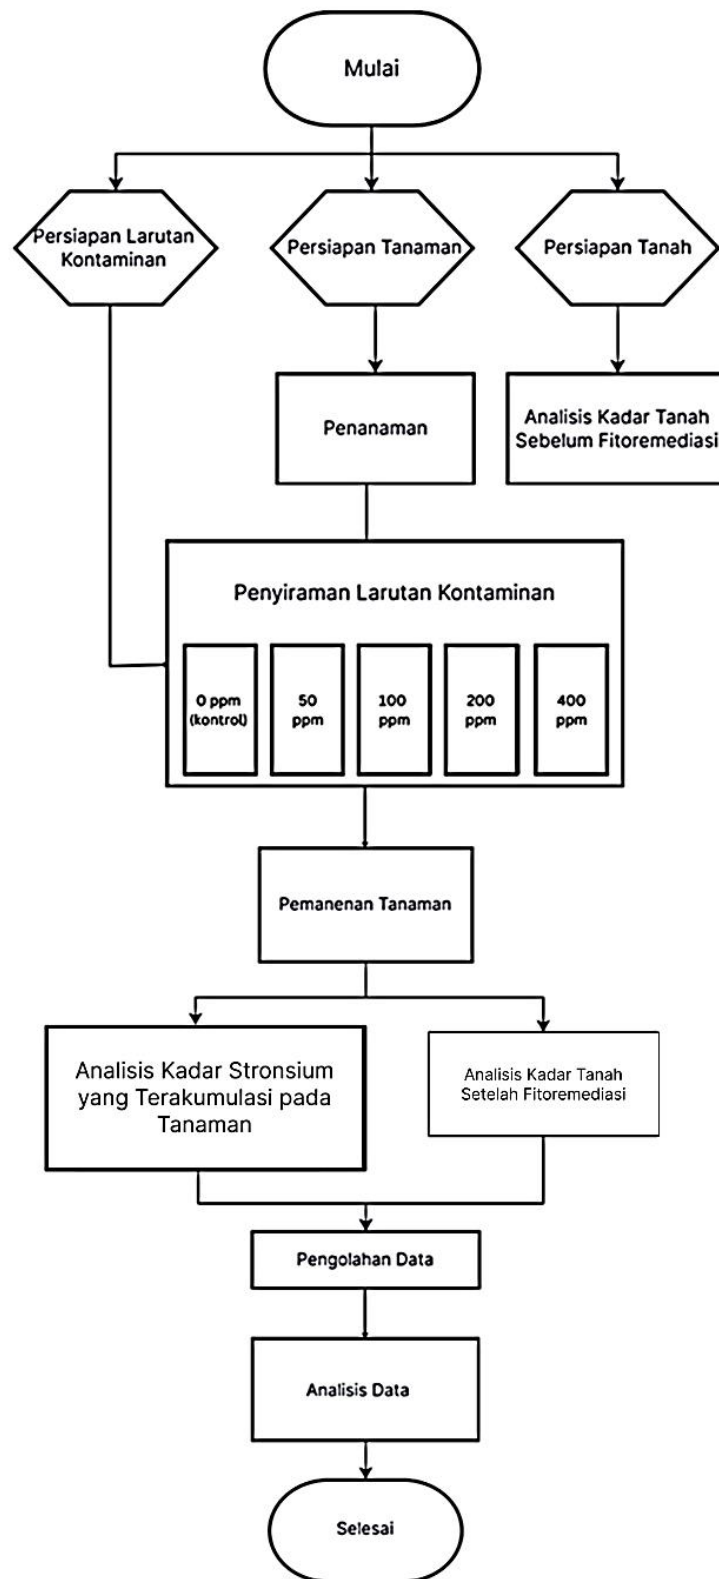 Mulai
Persiapan Larutan
Kontaminan
Persiapan Tanaman
Persiapan Tanah
Penanaman
Analisis Kadar Tanah
Sebelum Fitoremediasi
Penyiraman Larutan Kontaminan
0 ppm
(kontrol)
50
ppm
100
ppm
200
ppm
400
ppm
Pemanenan Tanaman
Analisis Kadar Stronsium
yang Terakumulasi pada
Tanaman
Analisis Kadar Tanah
Setelah Fitoremediasi
Pengolahan Data
Analisis Data
Selesai